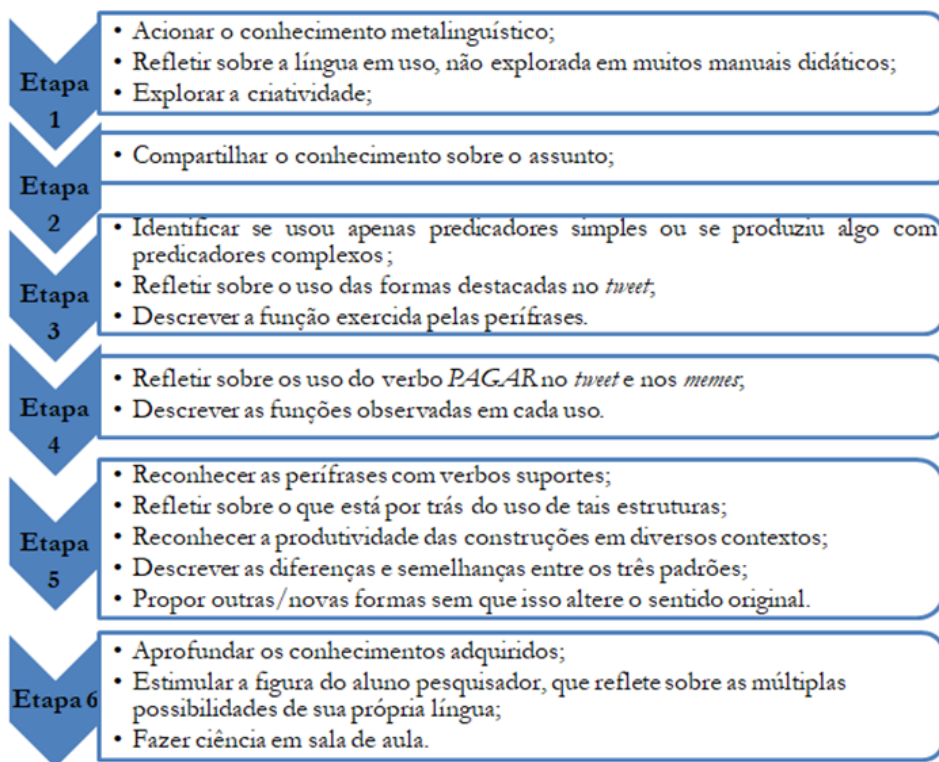 Etapa
1
• Acionar o conhecimento metalinguístico;
• Refletir sobre a língua em uso, não explorada em muitos manuais didáticos;
• Explorar a criatividade;
Etapa
2
• Compartilhar o conhecimento sobre o assunto;
Etapa
3
• Identificar se usou apenas predicadores simples ou se produziu algo com
predicadores complexos;
• Refletir sobre o uso das formas destacadas no tweet;
• Descrever a função exercida pelas perífrases.
Etapa
4
• Refletir sobre os uso do verbo PAGAR no tweet e nos memes;
• Descrever as funções observadas em cada uso.
Etapa
5
• Reconhecer as perífrases com verbos suportes;
• Refletir sobre o que está por trás do uso de tais estruturas;
• Reconhecer a produtividade das construções em diversos contextos;
• Descrever as diferenças e semelhanças entre os três padrões;
• Propor outras/novas formas sem que isso altere o sentido original.
Etapa 6
• Aprofundar os conhecimentos adquiridos;
• Estimular a figura do aluno pesquisador, que reflete sobre as múltiplas
possibilidades de sua própria língua;
• Fazer ciência em sala de aula.